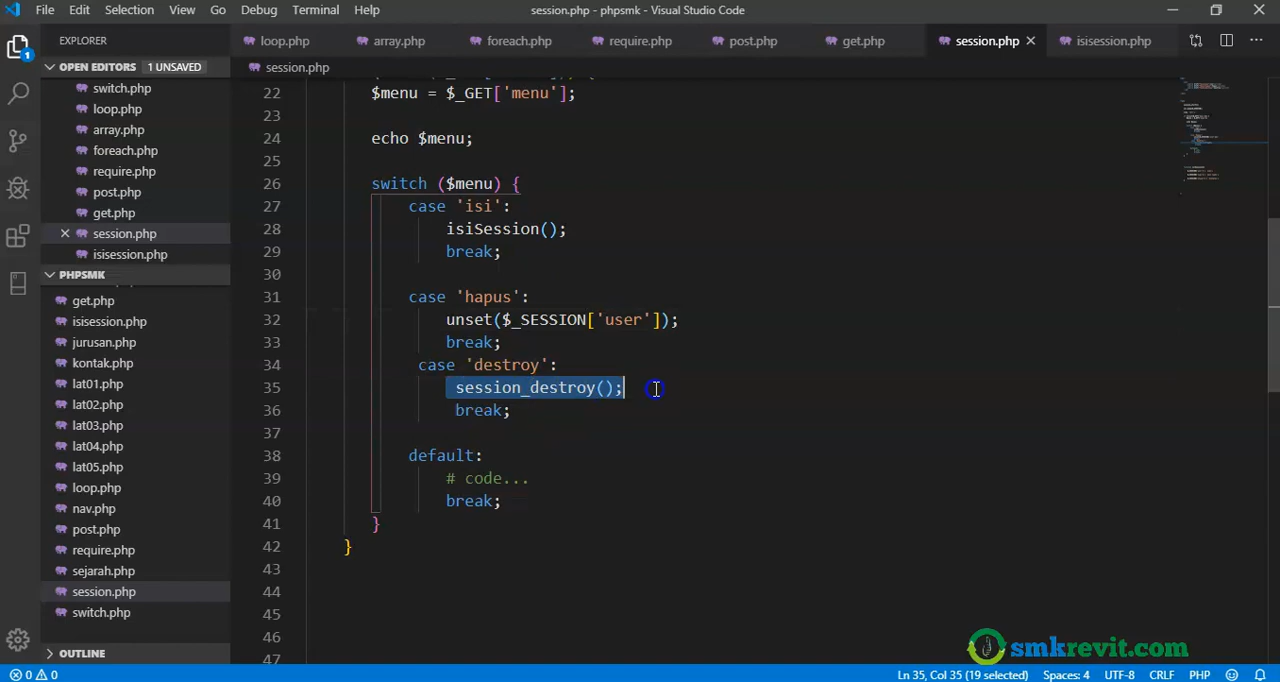 File Edit Selection View Go Debug Terminal Help session.php - phpsmk - Visual Studio Code
EXPLORER loop.php array.php foreach.php require.php post.php get.php session.php isisession.php
OPEN EDITORS 1 UNSAVED
session.php
switch.php
loop.php
array.php
foreach.php
require.php
post.php
get.php
session.php
isisession.php
PHPSMK
get.php
isisession.php
jurusan.php
kontak.php
lat01.php
lat02.php
lat03.php
lat04.php
lat05.php
loop.php
nav.php
post.php
require.php
sejarah.php
session.php
switch.php
OUTLINE
22 $menu = $_GET['menu'];
23
24 echo $menu;
25
26 switch ($menu) {
27 case 'isi':
28 isiSession();
29 break;
30
31 case 'hapus':
32 unset($_SESSION['user']);
33 break;
34 case 'destroy':
35 session_destroy();
36 break;
37
38 default:
39 # code...
40 break;
41 }
42 }
43
44
45
46
47
smkrevit.com
0 0 Ln 35, Col 35 (19 selected) Spaces: 4 UTF-8 CRLF PHP